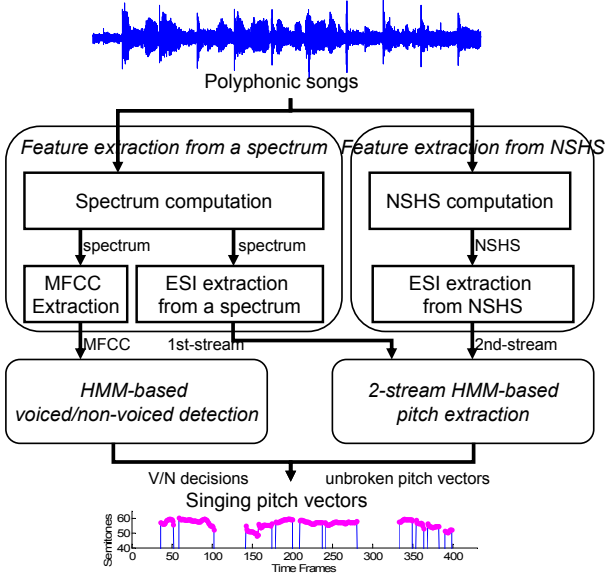 Polyphonic songs
Feature extraction from a spectrum
Feature extraction from NSHS
Spectrum computation
NSHS computation
spectrum
spectrum
NSHS
MFCC
Extraction
ESI extraction
from a spectrum
ESI extraction
from NSHS
MFCC
1st-stream
2nd-stream
HMM-based
voiced/non-voiced detection
2-stream HMM-based
pitch extraction
V/N decisions
unbroken pitch vectors
Singing pitch vectors
Semitones
60
50
40
0 50 100 150 200 250 300 350 400
Time Frames